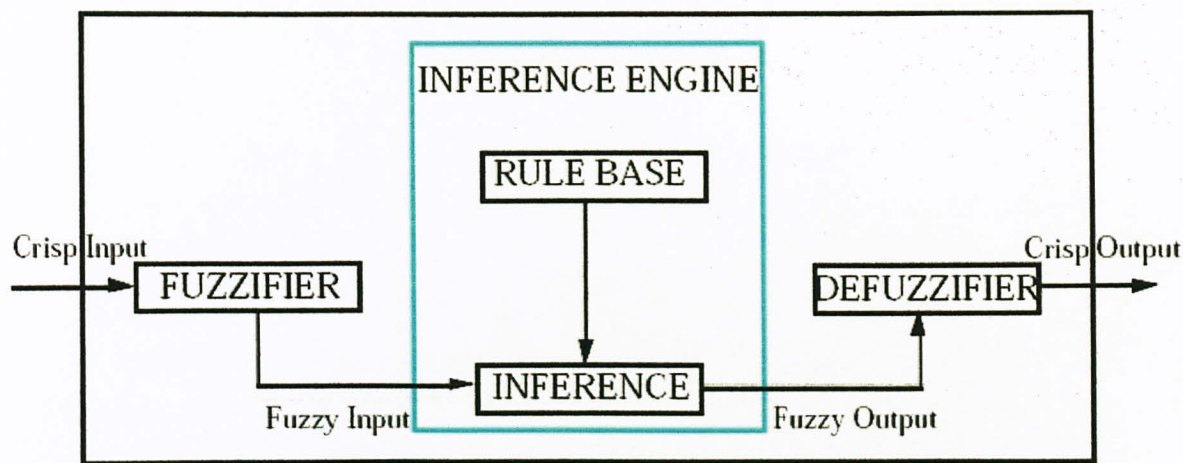 INFERENCE ENGINE
RULE BASE
Crisp Input
Crisp Output
FUZZIFIER
DEFUZZIFIER
INFERENCE
Fuzzy Input
Fuzzy Output